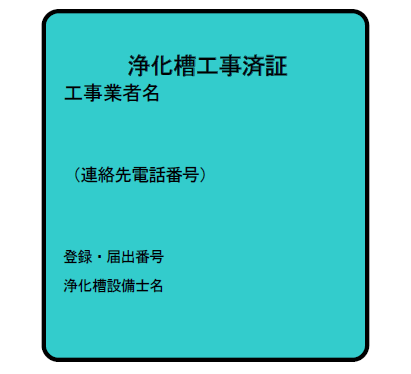 浄化槽工事済証
工事業者名
（連絡先電話番号）
登録・届出番号
浄化槽設備士名